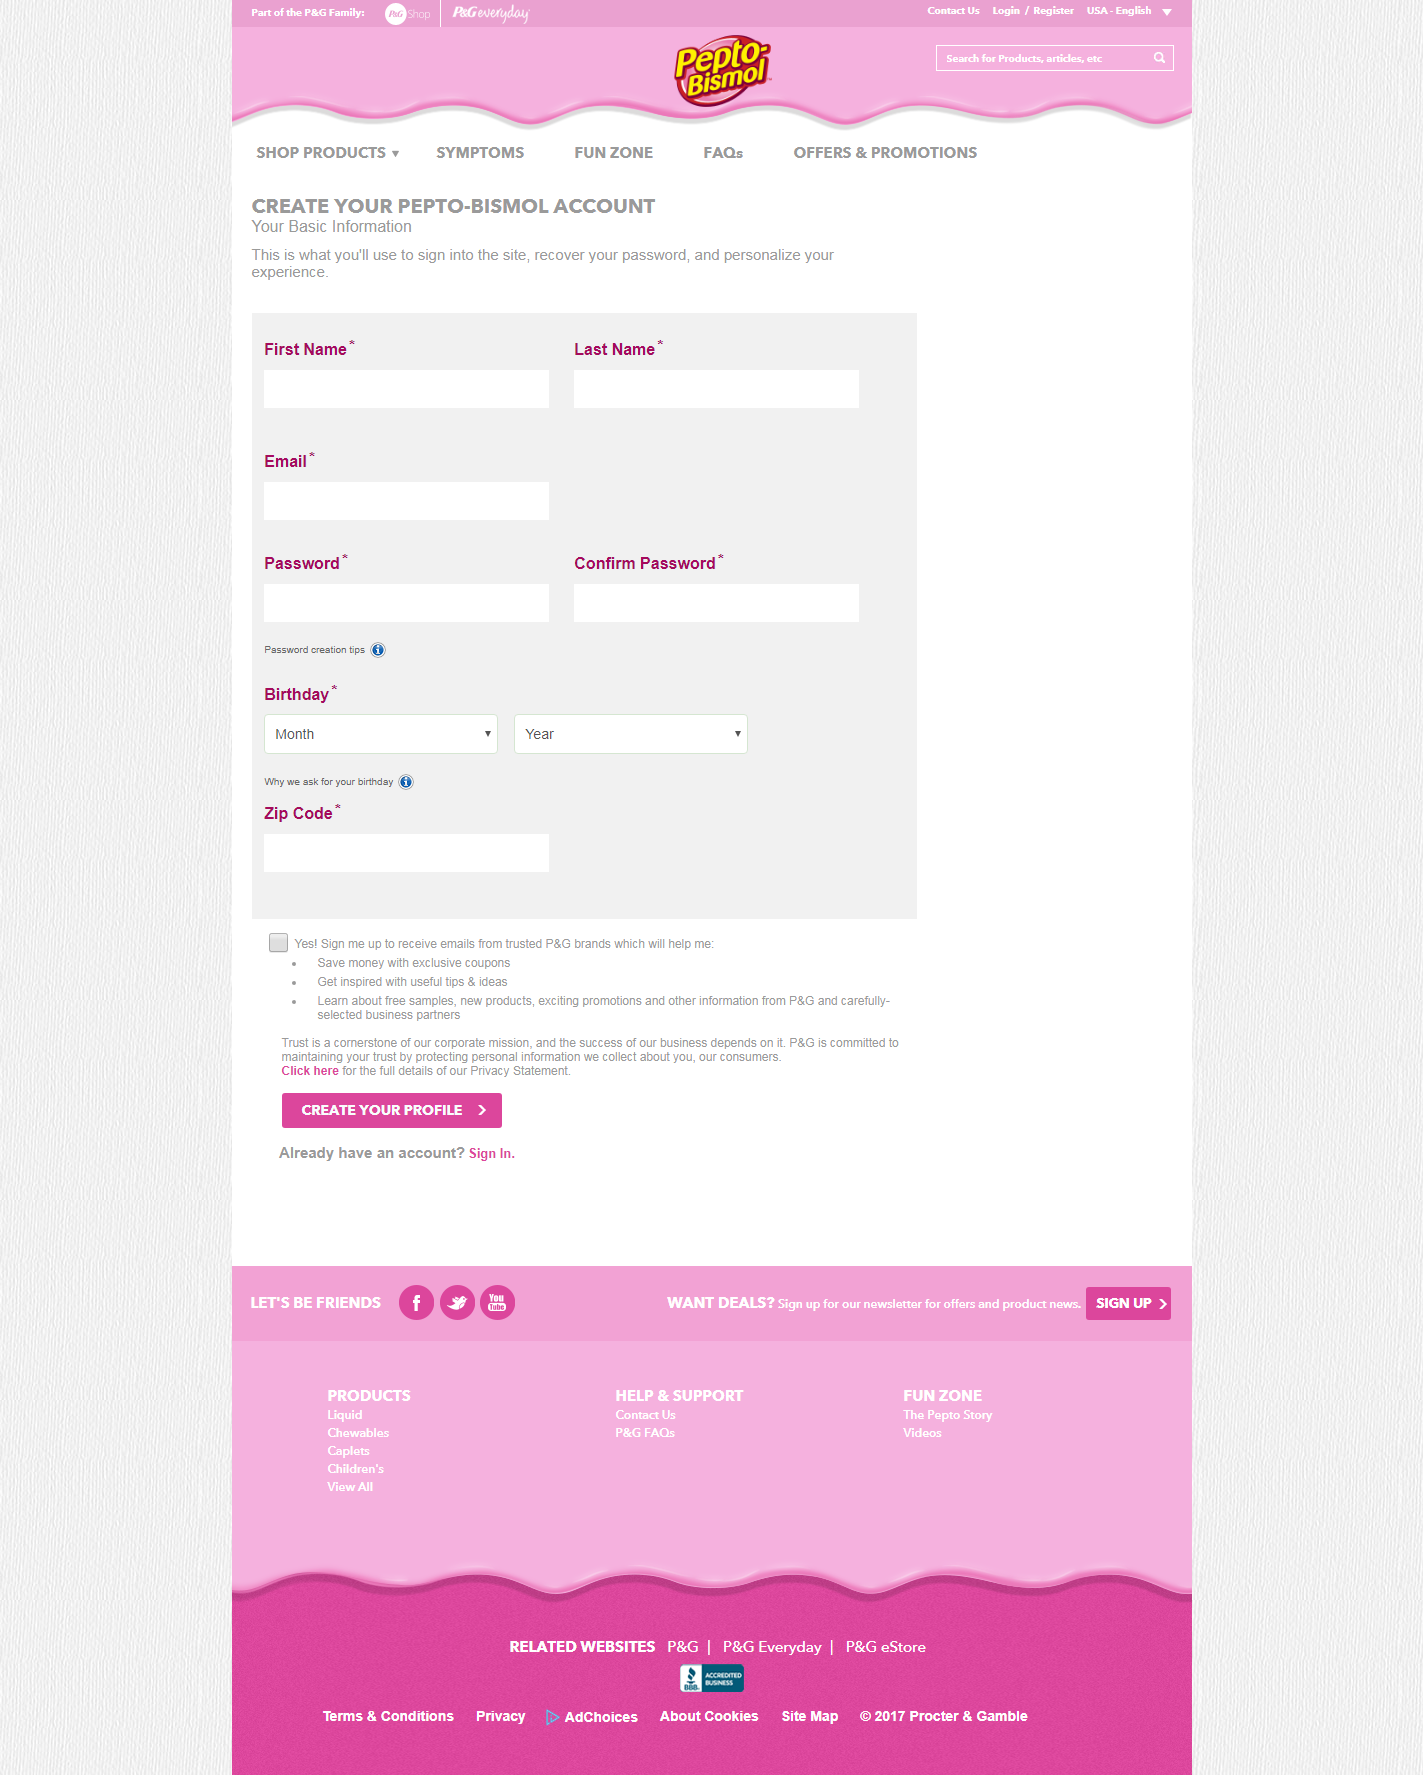 Part of the P&G Family: P&G Shop P&G everyday
Contact Us Login / Register USA - English
Pepto-
Bismol
Search for Products, articles, etc
SHOP PRODUCTS SYMPTOMS FUN ZONE FAQs OFFERS & PROMOTIONS
CREATE YOUR PEPTO-BISMOL ACCOUNT
Your Basic Information
This is what you'll use to sign into the site, recover your password, and personalize your
experience.
First Name* Last Name*
Email*
Password* Confirm Password*
Password creation tips
Birthday*
Month Year
Why we ask for your birthday
Zip Code*
Yes! Sign me up to receive emails from trusted P&G brands which will help me:
• Save money with exclusive coupons
• Get inspired with useful tips & ideas
• Learn about free samples, new products, exciting promotions and other information from P&G and carefully-
selected business partners
Trust is a cornerstone of our corporate mission, and the success of our business depends on it. P&G is committed to
maintaining your trust by protecting personal information we collect about you, our consumers.
Click here for the full details of our Privacy Statement.
CREATE YOUR PROFILE
Already have an account? Sign In.
LET'S BE FRIENDS f You Tube WANT DEALS? Sign up for our newsletter for offers and product news. SIGN UP
PRODUCTS HELP & SUPPORT FUN ZONE
Liquid Contact Us The Pepto Story
Chewables P&G FAQs Videos
Caplets
Children's
View All
RELATED WEBSITES P&G | P&G Everyday | P&G eStore
BBB ACCREDITED BUSINESS
Terms & Conditions Privacy AdChoices About Cookies Site Map © 2017 Procter & Gamble